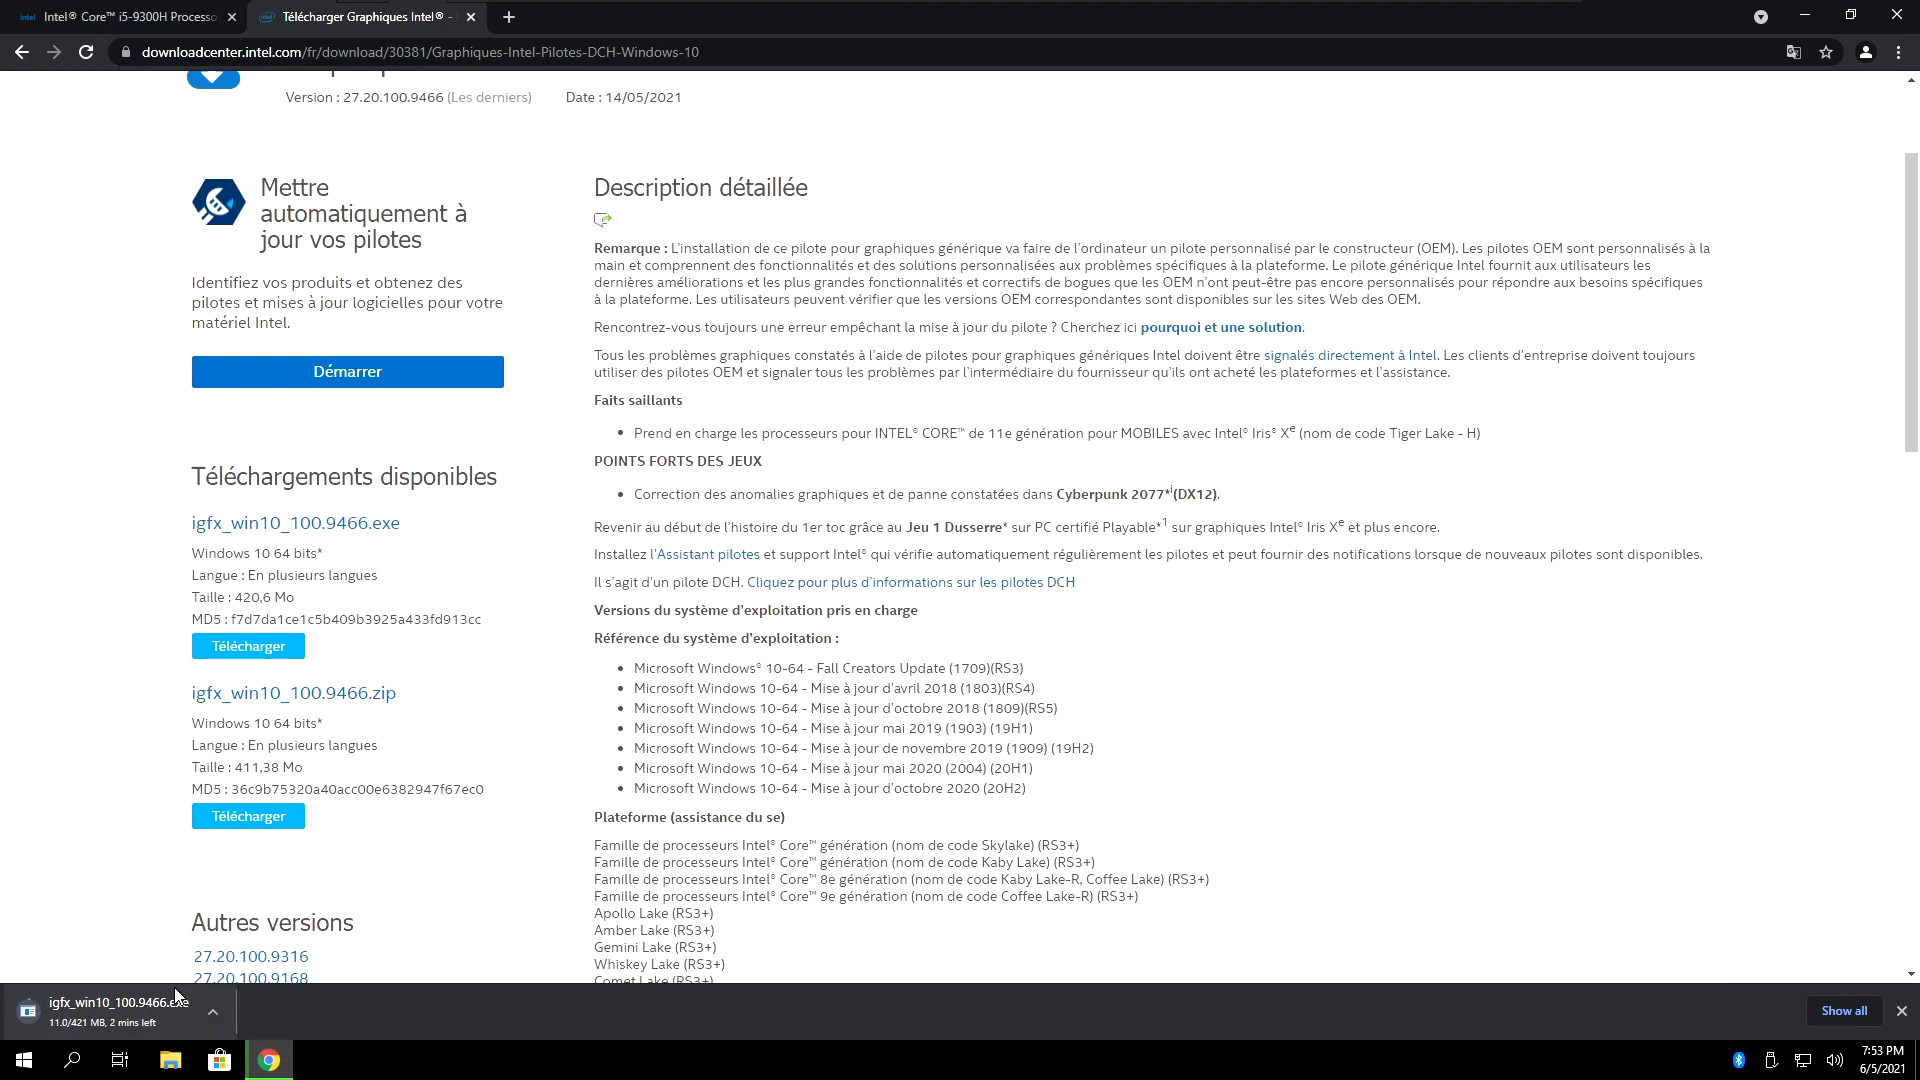 intel Intel® Core™ i5-9300H Processo
Télécharger Graphiques Intel® -
downloadcenter.intel.com/fr/download/30381/Graphiques-Intel-Pilotes-DCH-Windows-10
Version : 27.20.100.9466 (Les derniers) Date : 14/05/2021
Mettre
automatiquement à
jour vos pilotes
Identifiez vos produits et obtenez des
pilotes et mises à jour logicielles pour votre
matériel Intel.
Démarrer
Téléchargements disponibles
igfx_win10_100.9466.exe
Windows 10 64 bits*
Langue : En plusieurs langues
Taille : 420,6 Mo
MD5 : f7d7da1ce1c5b409b3925a433fd913cc
Télécharger
igfx_win10_100.9466.zip
Windows 10 64 bits*
Langue : En plusieurs langues
Taille : 411,38 Mo
MD5 : 36c9b75320a40acc00e6382947f67ec0
Télécharger
Autres versions
27.20.100.9316
27.20.100.9168
Description détaillée
Remarque : L'installation de ce pilote pour graphiques générique va faire de l'ordinateur un pilote personnalisé par le constructeur (OEM). Les pilotes OEM sont personnalisés à la
main et comprennent des fonctionnalités et des solutions personnalisées aux problèmes spécifiques à la plateforme. Le pilote générique Intel fournit aux utilisateurs les
dernières améliorations et les plus grandes fonctionnalités et correctifs de bogues que les OEM n'ont peut-être pas encore personnalisés pour répondre aux besoins spécifiques
à la plateforme. Les utilisateurs peuvent vérifier que les versions OEM correspondantes sont disponibles sur les sites Web des OEM.
Rencontrez-vous toujours une erreur empêchant la mise à jour du pilote ? Cherchez ici pourquoi et une solution.
Tous les problèmes graphiques constatés à l'aide de pilotes pour graphiques génériques Intel doivent être signalés directement à Intel. Les clients d'entreprise doivent toujours
utiliser des pilotes OEM et signaler tous les problèmes par l'intermédiaire du fournisseur qu'ils ont acheté les plateformes et l'assistance.
Faits saillants
• Prend en charge les processeurs pour INTEL® CORE™ de 11e génération pour MOBILES avec Intel® Iris® Xe (nom de code Tiger Lake - H)
POINTS FORTS DES JEUX
• Correction des anomalies graphiques et de panne constatées dans Cyberpunk 2077*i(DX12).
Revenir au début de l'histoire du 1er toc grâce au Jeu 1 Dusserre* sur PC certifié Playable*1 sur graphiques Intel® Iris Xe et plus encore.
Installez l'Assistant pilotes et support Intel® qui vérifie automatiquement régulièrement les pilotes et peut fournir des notifications lorsque de nouveaux pilotes sont disponibles.
Il s'agit d'un pilote DCH. Cliquez pour plus d'informations sur les pilotes DCH
Versions du système d'exploitation pris en charge
Référence du système d'exploitation :
• Microsoft Windows® 10-64 - Fall Creators Update (1709)(RS3)
• Microsoft Windows 10-64 - Mise à jour d'avril 2018 (1803)(RS4)
• Microsoft Windows 10-64 - Mise à jour d'octobre 2018 (1809)(RS5)
• Microsoft Windows 10-64 - Mise à jour mai 2019 (1903) (19H1)
• Microsoft Windows 10-64 - Mise à jour de novembre 2019 (1909) (19H2)
• Microsoft Windows 10-64 - Mise à jour mai 2020 (2004) (20H1)
• Microsoft Windows 10-64 - Mise à jour d'octobre 2020 (20H2)
Plateforme (assistance du se)
Famille de processeurs Intel® Core™ génération (nom de code Skylake) (RS3+)
Famille de processeurs Intel® Core™ génération (nom de code Kaby Lake) (RS3+)
Famille de processeurs Intel® Core™ 8e génération (nom de code Kaby Lake-R, Coffee Lake) (RS3+)
Famille de processeurs Intel® Core™ 9e génération (nom de code Coffee Lake-R) (RS3+)
Apollo Lake (RS3+)
Amber Lake (RS3+)
Gemini Lake (RS3+)
Whiskey Lake (RS3+)
Comet Lake (RS3+)
igfx_win10_100.9466.exe
11.0/421 MB, 2 mins left
Show all
7:53 PM
6/5/2021